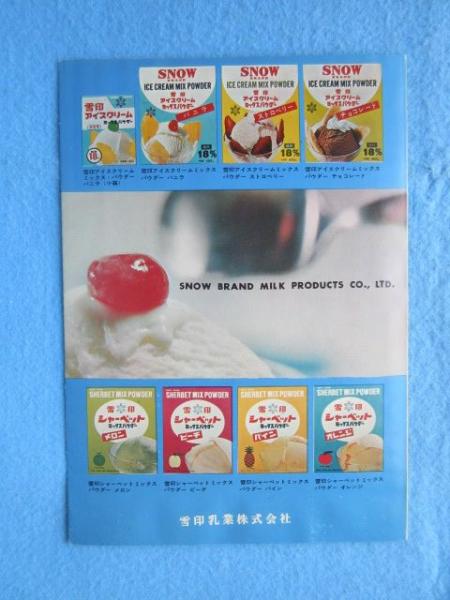 雪印
アイスクリーム
ミックスパウダー
SNOW
BRAND
ICE CREAM MIX POWDER
雪印
アイスクリーム
ミックスパウダー
バニラ
18%
SNOW
BRAND
ICE CREAM MIX POWDER
雪印
アイスクリーム
ミックスパウダー
ストロベリー
18%
SNOW
BRAND
ICE CREAM MIX POWDER
雪印
アイスクリーム
ミックスパウダー
チョコレート
18%
雪印アイスクリーム
ミックス・パウダー
バニラ(小箱)
雪印アイスクリームミックス
パウダー バニラ
雪印アイスクリームミックス
パウダー ストロベリー
雪印アイスクリームミックス
パウダー チョコレート
SNOW BRAND MILK PRODUCTS CO., LTD.
SHERBET MIX POWDER
雪印
シャーベット
ミックスパウダー
メロン
SHERBET MIX POWDER
雪印
シャーベット
ミックスパウダー
ピーチ
SHERBET MIX POWDER
雪印
シャーベット
ミックスパウダー
パイン
SHERBET MIX POWDER
雪印
シャーベット
ミックスパウダー
オレンジ
雪印シャーベットミックス
パウダー メロン
雪印シャーベットミックス
パウダー ピーチ
雪印シャーベットミックス
パウダー パイン
雪印シャーベットミックス
パウダー オレンジ
雪印乳業株式会社